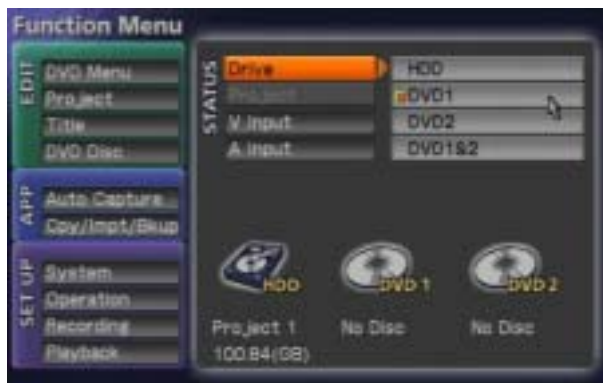 Function Menu
EDIT
DVD Menu
Project
Title
DVD Disc
APP
Auto Capture
Cpy/Impt/Bkup
SET UP
System
Operation
Recording
Playback
STATUS
Drive
Project
V.Input
A.Input
HDD
DVD1
DVD2
DVD1&2
HDD
DVD 1
DVD 2
Project 1
No Disc
No Disc
100.84(GB)